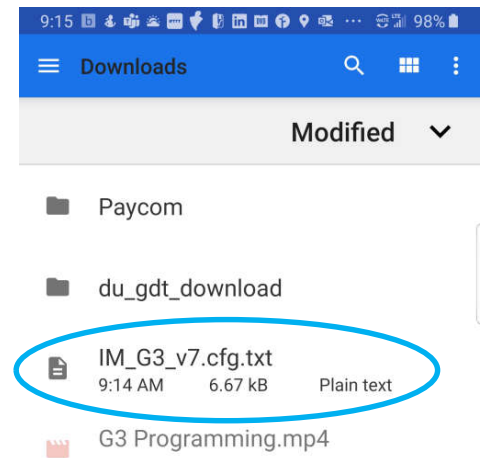 9:15 98%
Downloads
Modified
Paycom
du_gdt_download
IM_G3_v7.cfg.txt
9:14 AM 6.67 kB Plain text
G3 Programming.mp4